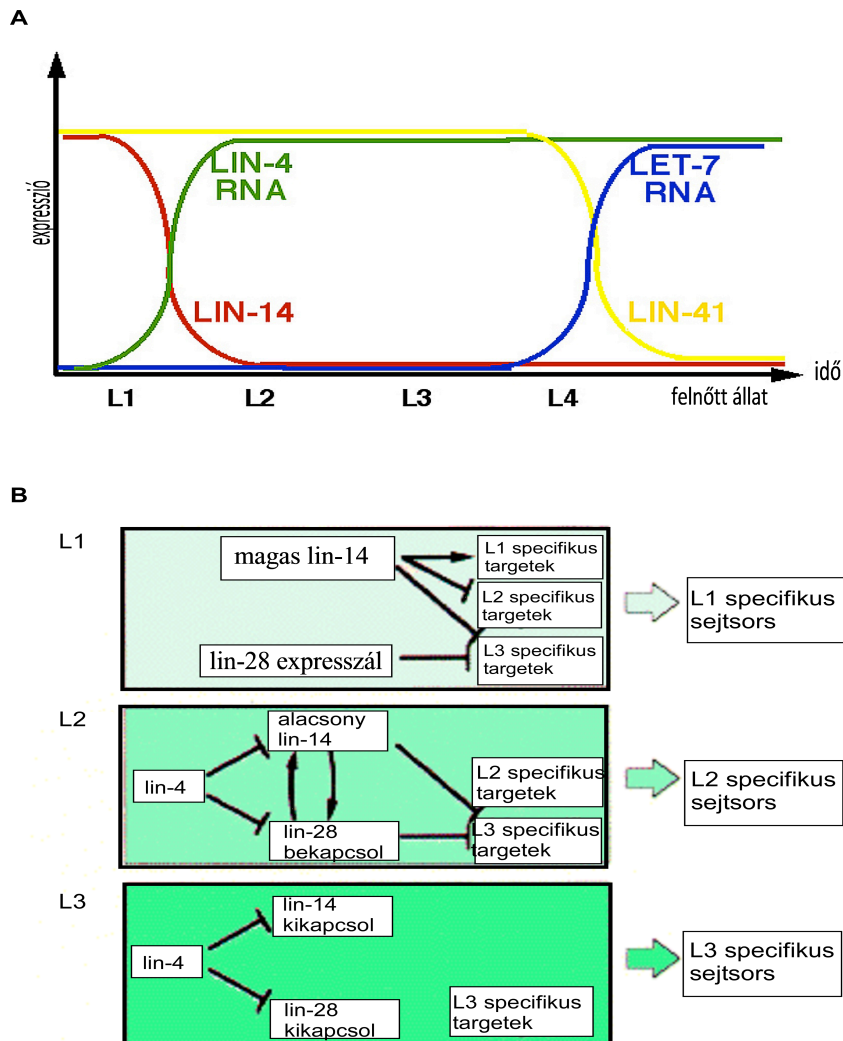 A
expresszió
LIN-4
RNA
LET-7
RNA
LIN-14
LIN-41
idő
L1
L2
L3
L4
felnőtt állat
B
L1
magas lin-14
lin-28 expresszál
L1 specifikus
targetek
L2 specifikus
targetek
L3 specifikus
targetek
L1 specifikus
sejtsors
L2
lin-4
alacsony
lin-14
lin-28
bekapcsol
L2 specifikus
targetek
L3 specifikus
targetek
L2 specifikus
sejtsors
L3
lin-4
lin-14
kikapcsol
lin-28
kikapcsol
L3 specifikus
targetek
L3 specifikus
sejtsors